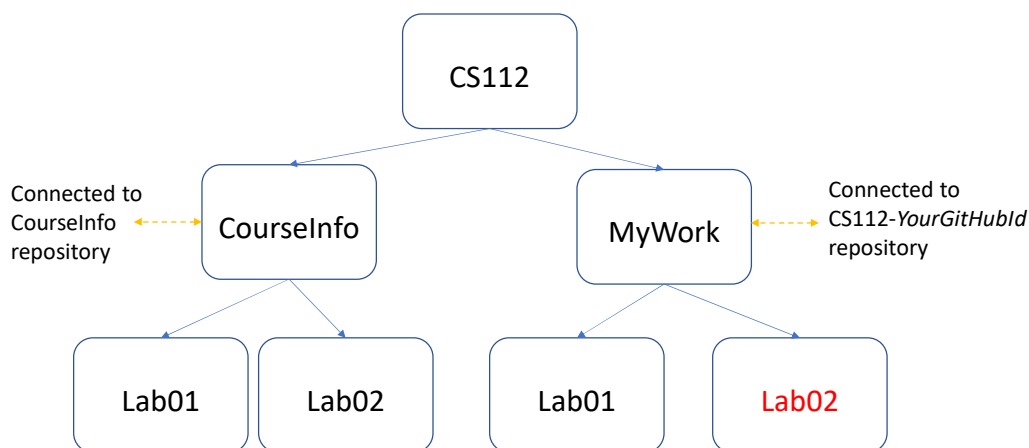 CS112
Connected to
CourseInfo
repository
CourseInfo
MyWork
Connected to
CS112-YourGitHubId
repository
Lab01
Lab02
Lab01
Lab02